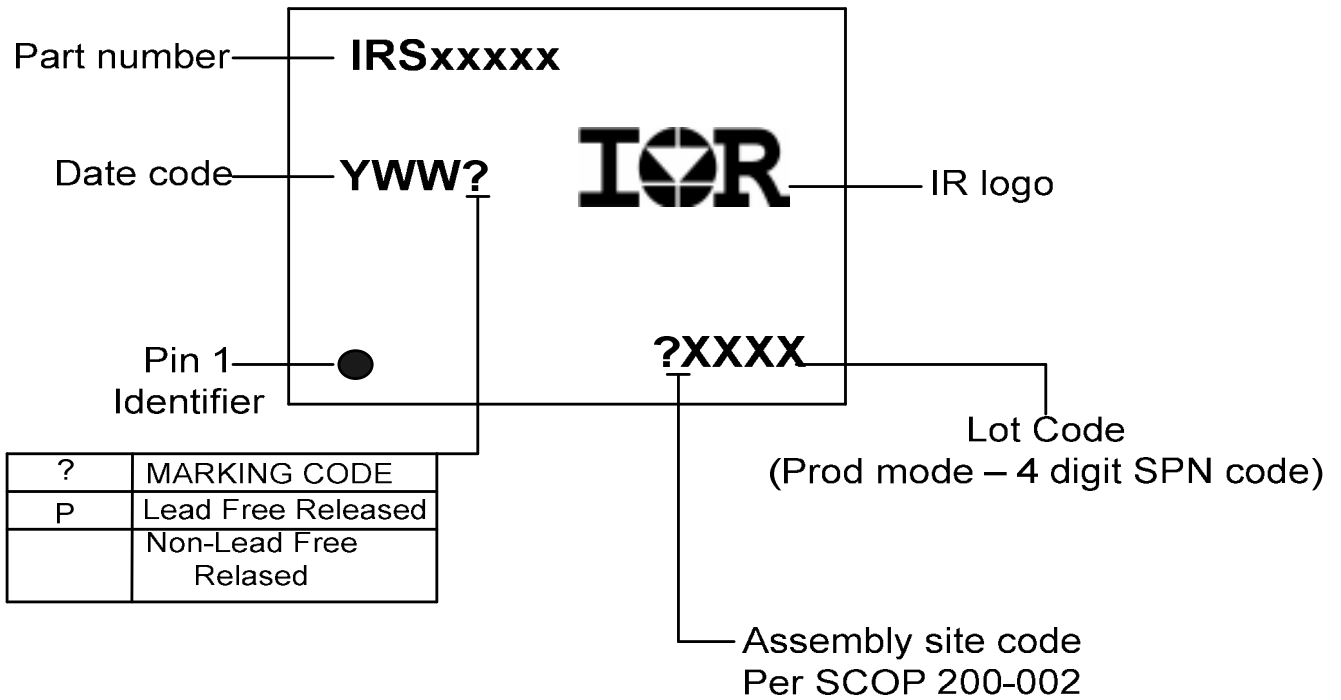 Part number
IRSxxxxx
Date code
YWW?
IOR
IR logo
Pin 1
Identifier
?XXXX
Lot Code
(Prod mode – 4 digit SPN code)
? MARKING CODE
P Lead Free Released
Non-Lead Free
Relased
Assembly site code
Per SCOP 200-002